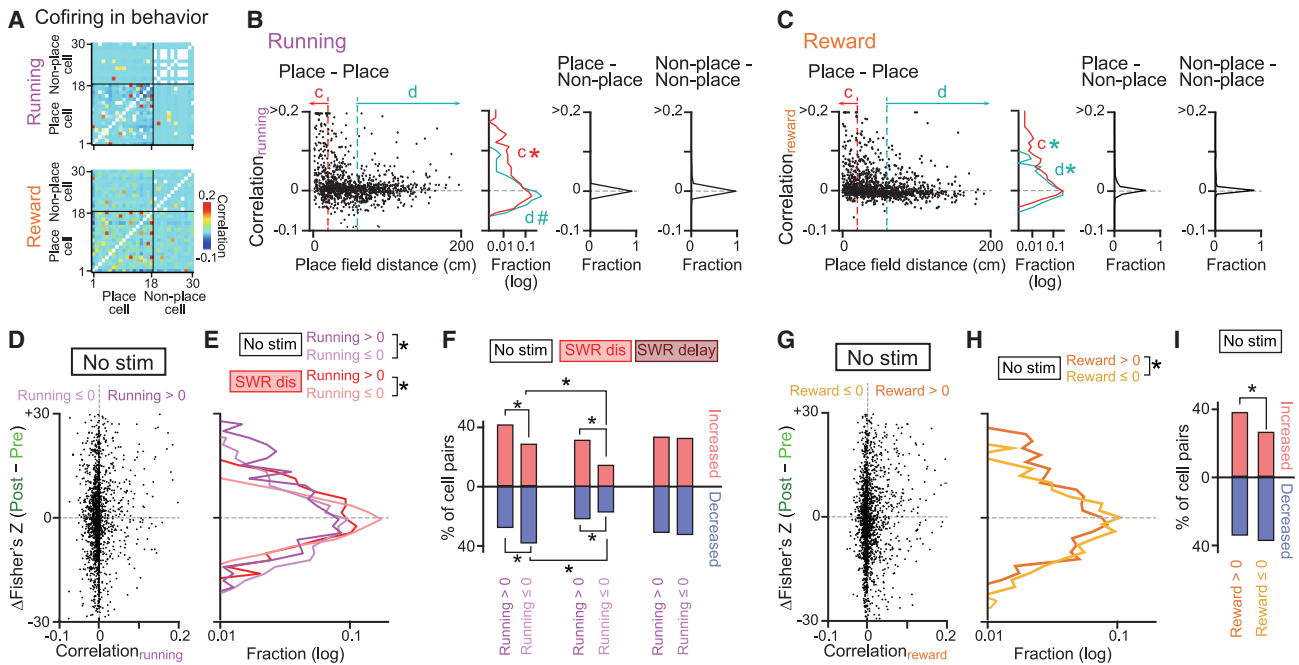 A Cofiring in behavior
Running
Non-place cell
Place cell
30
18
1
Reward
Non-place cell
Place cell
30
18
1
0.2
Correlation
-0.1
1 18 30
Place cell
Non-place cell
B
Running
Place - Place
Place - Non-place
Non-place - Non-place
c
d
>0.2 >0.2 >0.2
Correlation running
0 0 0
-0.1 -0.1 -0.1
c*
d#
0 200
0.01 0.1
0 1
0 1
Place field distance (cm)
Fraction (log)
Fraction
Fraction
C
Reward
Place - Place
Place - Non-place
Non-place - Non-place
c
d
>0.2 >0.2 >0.2
Correlation reward
0 0 0
-0.1 -0.1 -0.1
c*
d*
0 200
0.01 0.1
0 1
0 1
Place field distance (cm)
Fraction (log)
Fraction
Fraction
D
No stim
Running ≤ 0 Running > 0
ΔFisher's Z (Post – Pre)
+30
0
-30
-0.1 0 0.2
Correlation running
E
No stim
Running > 0
Running ≤ 0
*
SWR dis
Running > 0
Running ≤ 0
*
0.01 0.1
Fraction (log)
F
No stim SWR dis SWR delay
% of cell pairs
40
0
40
Increased
Decreased
* * *
* * *
Running > 0
Running ≤ 0
Running > 0
Running ≤ 0
Running > 0
Running ≤ 0
G
No stim
Reward ≤ 0 Reward > 0
ΔFisher's Z (Post – Pre)
+30
0
-30
-0.1 0 0.2
Correlation reward
H
No stim
Reward > 0
Reward ≤ 0
*
0.01 0.1
Fraction (log)
I
No stim
% of cell pairs
40
0
40
Increased
Decreased
*
Reward > 0
Reward ≤ 0